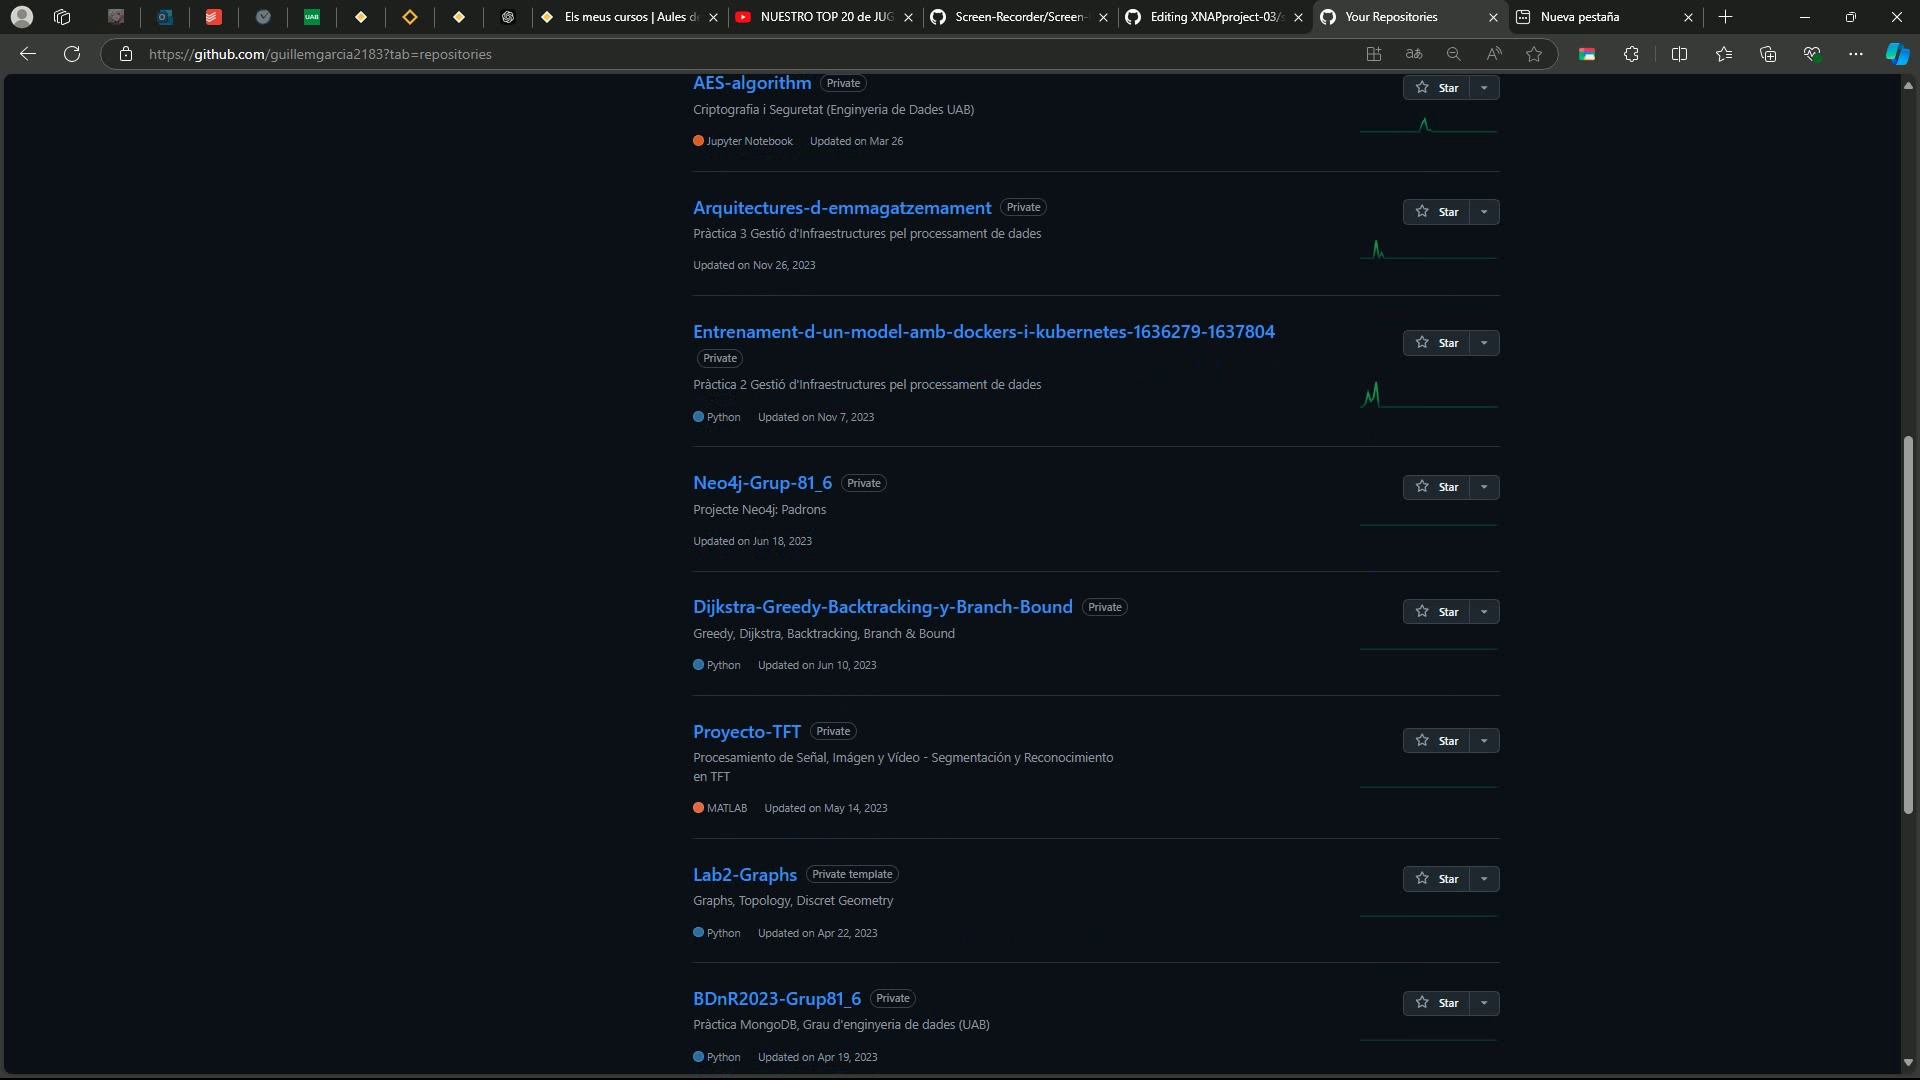 UAB
Els meus cursos | Aules d
NUESTRO TOP 20 de JUG
Screen-Recorder/Screen-
Editing XNAPproject-03/
Your Repositories
Nueva pestaña
https://github.com/guillemgarcia2183?tab=repositories
AES-algorithm Private
Star
Criptografia i Seguretat (Enginyeria de Dades UAB)
Jupyter Notebook Updated on Mar 26
Arquitectures-d-emmagatzemament Private
Star
Pràctica 3 Gestió d'Infraestructures pel processament de dades
Updated on Nov 26, 2023
Entrenament-d-un-model-amb-dockers-i-kubernetes-1636279-1637804
Star
Private
Pràctica 2 Gestió d'Infraestructures pel processament de dades
Python Updated on Nov 7, 2023
Neo4j-Grup-81_6 Private
Star
Projecte Neo4j: Padrons
Updated on Jun 18, 2023
Dijkstra-Greedy-Backtracking-y-Branch-Bound Private
Star
Greedy, Dijkstra, Backtracking, Branch & Bound
Python Updated on Jun 10, 2023
Proyecto-TFT Private
Star
Procesamiento de Señal, Imágen y Vídeo - Segmentación y Reconocimiento
en TFT
MATLAB Updated on May 14, 2023
Lab2-Graphs Private template
Star
Graphs, Topology, Discret Geometry
Python Updated on Apr 22, 2023
BDnR2023-Grup81_6 Private
Star
Pràctica MongoDB, Grau d'enginyeria de dades (UAB)
Python Updated on Apr 19, 2023